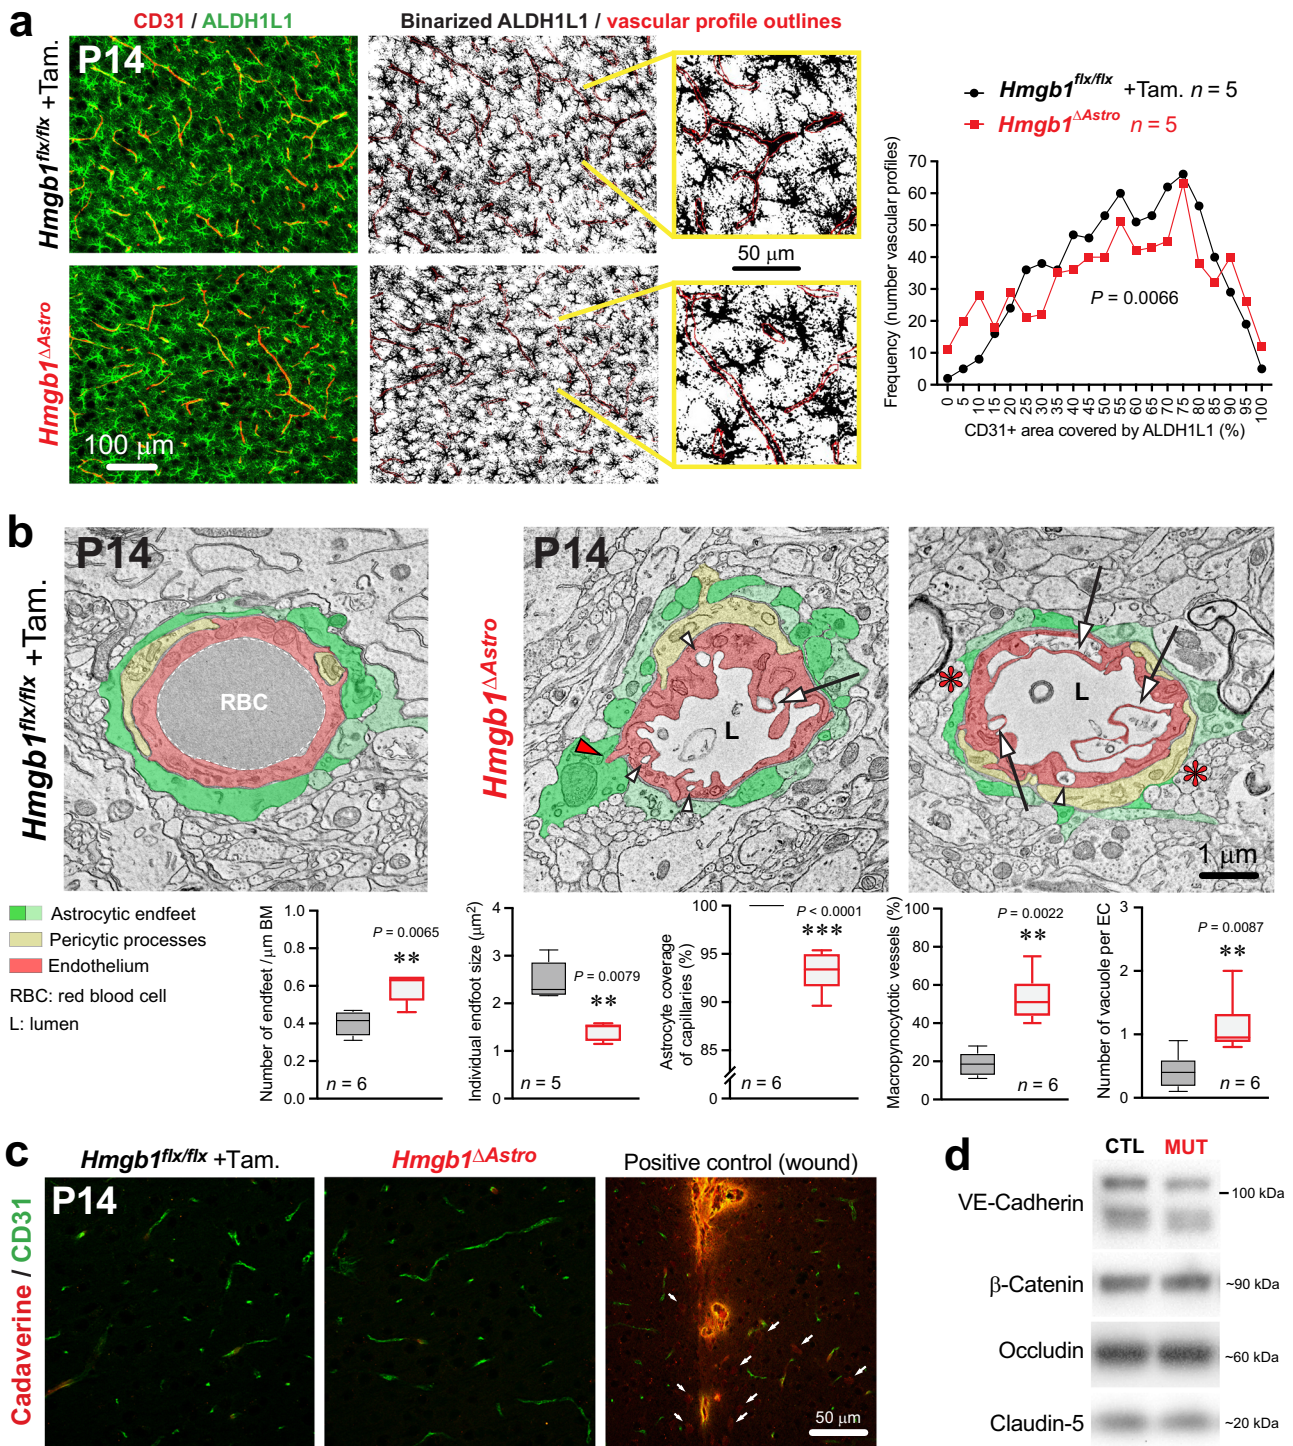 a
CD31 / ALDH1L1
Binarized ALDH1L1 / vascular profile outlines
Hmgb1flx/flx +Tam.
P14
50 μm
Hmgb1ΔAstro
100 μm
Hmgb1flx/flx +Tam. n = 5
Hmgb1ΔAstro n = 5
Frequency (number vascular profiles)
70
60
50
40
30
20
10
0
P = 0.0066
0 5 10 15 20 25 30 35 40 45 50 55 60 65 70 75 80 85 90 95 100
CD31+ area covered by ALDH1L1 (%)
b
Hmgb1flx/flx +Tam.
P14
RBC
Hmgb1ΔAstro
P14
L
L
1 μm
Astrocytic endfeet
Pericytic processes
Endothelium
RBC: red blood cell
L: lumen
Number of endfeet /μm BM
1.0
0.8
0.6
0.4
0.2
0.0
P = 0.0065
**
n = 6
Individual endfoot size (μm2)
4
3
2
1
0
P = 0.0079
**
n = 5
Astrocyte coverage
of capillaries (%)
100
95
90
85
0
P < 0.0001
***
n = 6
Macropynocytotic vessels (%)
100
80
60
40
20
0
P = 0.0022
**
n = 6
Number of vacuole per EC
3
2
1
0
P = 0.0087
**
n = 6
c
Hmgb1flx/flx +Tam.
Hmgb1ΔAstro
Positive control (wound)
Cadaverine / CD31
P14
50 μm
d
CTL MUT
VE-Cadherin
100 kDa
β-Catenin
~90 kDa
Occludin
~60 kDa
Claudin-5
~20 kDa